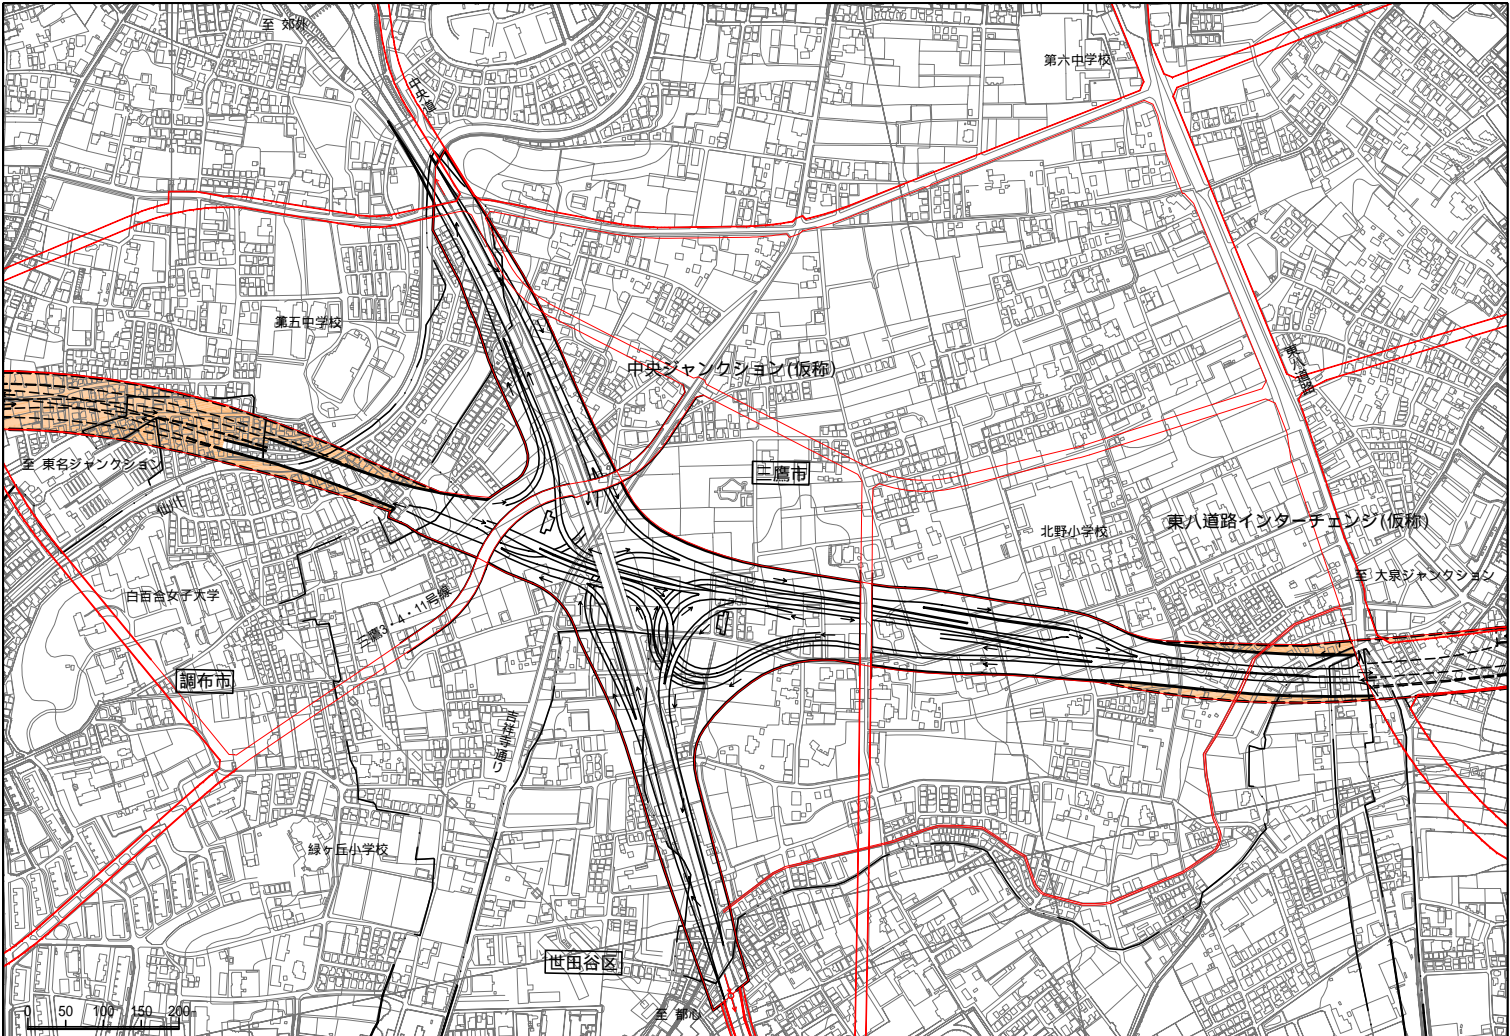 至 郊外
中央道
第六中学校
第五中学校
中央ジャンクション(仮称)
東八道路
至 東名ジャンクション
三鷹市
仙川
東八道路インターチェンジ(仮称)
北野小学校
至 大泉ジャンクション
白百合女子大学
三鷹3・4・11号線
調布市
吉祥寺通り
緑ヶ丘小学校
世田谷区
至 都心
0 50 100 150 200m